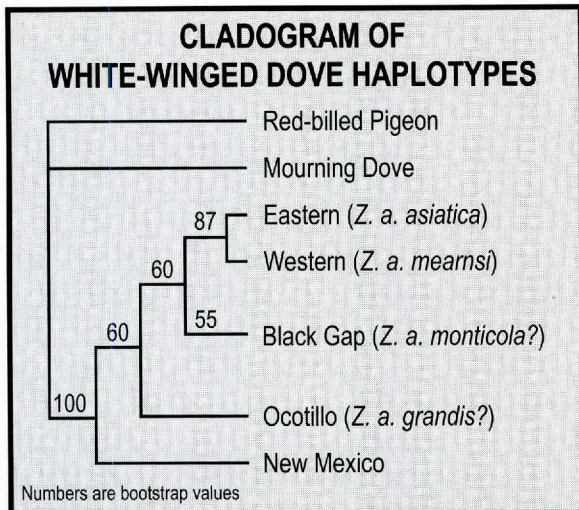 CLADOGRAM OF
WHITE-WINGED DOVE HAPLOTYPES
Red-billed Pigeon
Mourning Dove
87
Eastern (Z. a. asiatica)
Western (Z. a. mearnsi)
60
55
Black Gap (Z. a. monticola?)
60
100
Ocotillo (Z. a. grandis?)
New Mexico
Numbers are bootstrap values